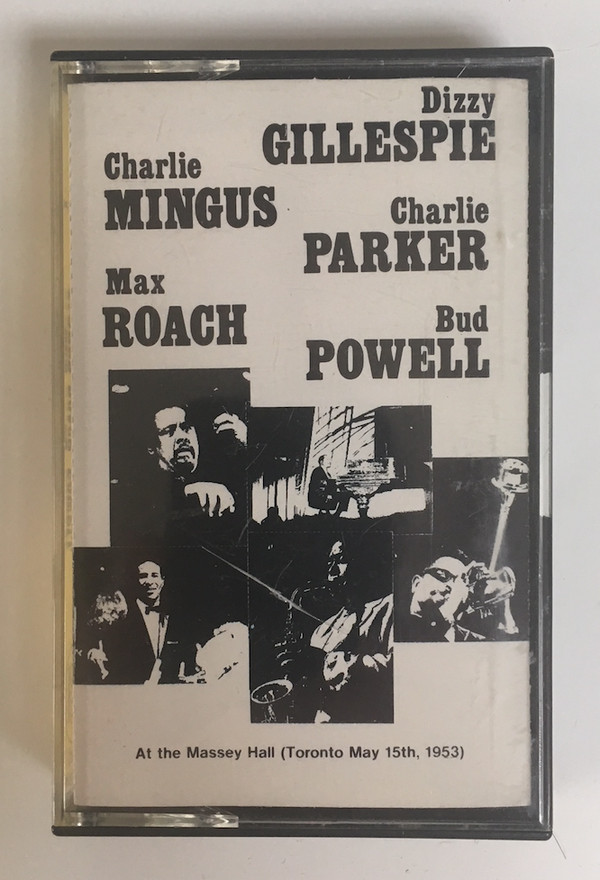 Dizzy
GILLESPIE
Charlie
MINGUS
Charlie
PARKER
Max
ROACH
Bud
POWELL
At the Massey Hall (Toronto May 15th, 1953)